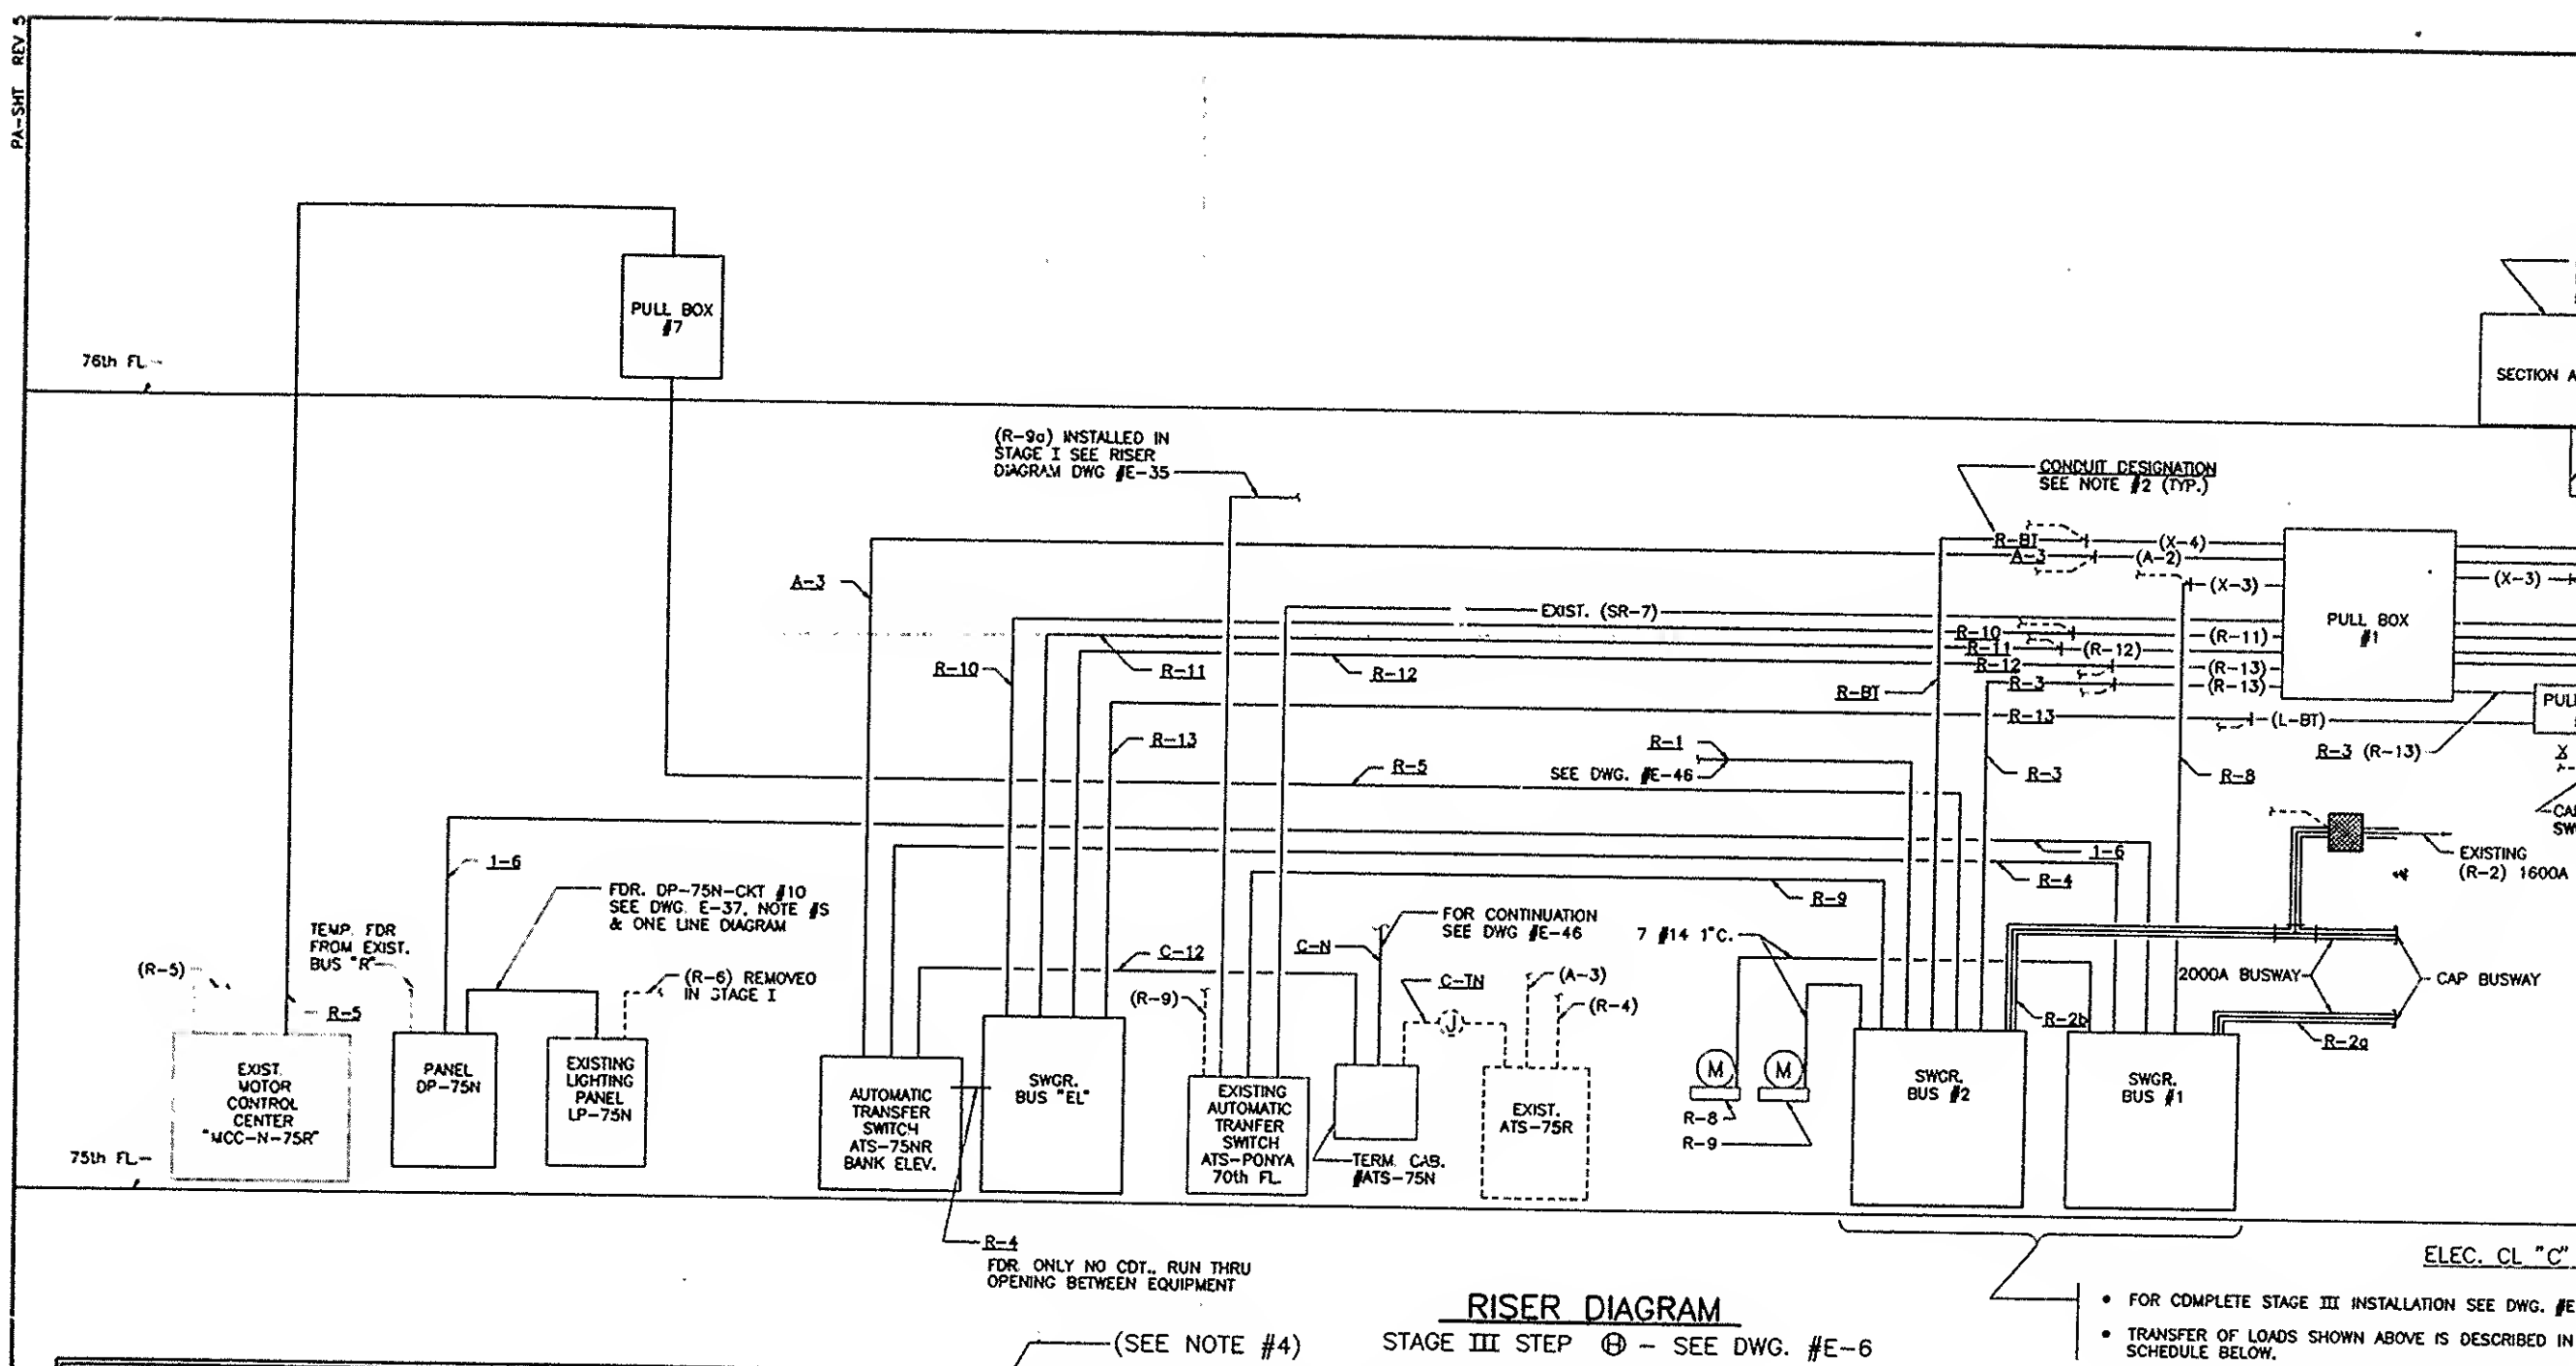 PA-SHT REV 5
PULL BOX
#7
76th FL.
SECTION A
(R-9a) INSTALLED IN
STAGE I SEE RISER
DIAGRAM DWG #E-35
CONDUIT DESIGNATION
SEE NOTE #2 (TYP.)
R-BT
(X-4)
A-3
(A-2)
(X-3)
(X-3)
A-3
EXIST. (SR-7)
PULL BOX
#1
R-10
(R-11)
R-11
(R-12)
R-12
(R-13)
R-3
(R-13)
R-10
R-11
R-12
R-BT
R-13
(L-BT)
PUL
R-13
R-1
SEE DWG. #E-46
R-3 (R-13)
X
R-5
R-3
R-8
CA
SW
1-6
1-6
EXISTING
(R-2) 1600A
R-4
R-9
FDR. DP-75N-CKT #10
SEE DWG. E-37, NOTE #S
& ONE LINE DIAGRAM
TEMP. FDR
FROM EXIST.
BUS "R"
FOR CONTINUATION
SEE DWG #E-46
7 #14 1"C.
C-12
C-N
(R-5)
(R-6) REMOVED
IN STAGE I
(R-9)
C-TN
(A-3)
(R-4)
2000A BUSWAY
CAP BUSWAY
R-5
J
R-2b
R-2a
EXIST.
MOTOR
CONTROL
CENTER
"MCC-N-75R"
PANEL
DP-75N
EXISTING
LIGHTING
PANEL
LP-75N
AUTOMATIC
TRANSFER
SWITCH
ATS-75NR
BANK ELEV.
SWGR.
BUS "EL"
EXISTING
AUTOMATIC
TRANFER
SWITCH
ATS-PONYA
70th FL.
TERM. CAB.
#ATS-75N
EXIST.
ATS-75R
M
M
R-8
R-9
SWGR.
BUS #2
SWGR.
BUS #1
75th FL.
R-4
FDR. ONLY NO CDT., RUN THRU
OPENING BETWEEN EQUIPMENT
ELEC. CL "C"
RISER DIAGRAM
(SEE NOTE #4)
STAGE III STEP H - SEE DWG. #E-6
• FOR COMPLETE STAGE III INSTALLATION SEE DWG. #E
• TRANSFER OF LOADS SHOWN ABOVE IS DESCRIBED IN
SCHEDULE BELOW.